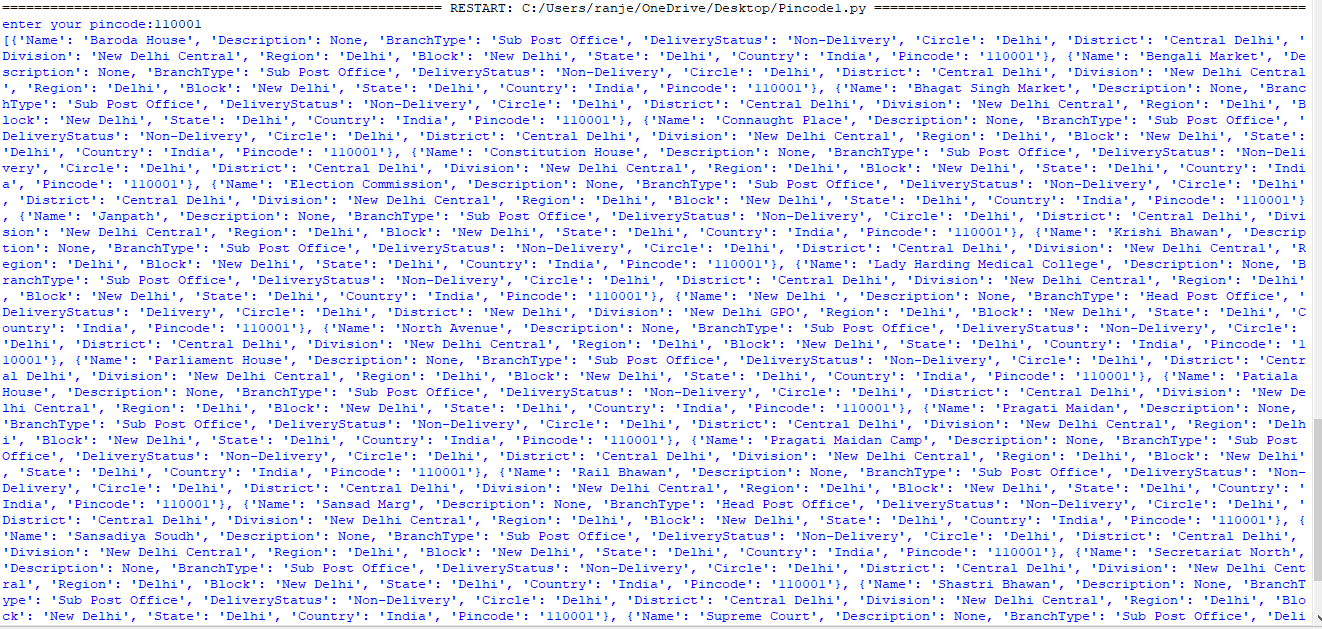 ================================================== RESTART: C:/Users/ranje/OneDrive/Desktop/Pincode1.py ==================================================
enter your pincode:110001
[{'Name': 'Baroda House', 'Description': None, 'BranchType': 'Sub Post Office', 'DeliveryStatus': 'Non-Delivery', 'Circle': 'Delhi', 'District': 'Central Delhi', '
Division': 'New Delhi Central', 'Region': 'Delhi', 'Block': 'New Delhi', 'State': 'Delhi', 'Country': 'India', 'Pincode': '110001'}, {'Name': 'Bengali Market', 'De
scription': None, 'BranchType': 'Sub Post Office', 'DeliveryStatus': 'Non-Delivery', 'Circle': 'Delhi', 'District': 'Central Delhi', 'Division': 'New Delhi Central
', 'Region': 'Delhi', 'Block': 'New Delhi', 'State': 'Delhi', 'Country': 'India', 'Pincode': '110001'}, {'Name': 'Bhagat Singh Market', 'Description': None, 'Branc
hType': 'Sub Post Office', 'DeliveryStatus': 'Non-Delivery', 'Circle': 'Delhi', 'District': 'Central Delhi', 'Division': 'New Delhi Central', 'Region': 'Delhi', 'B
lock': 'New Delhi', 'State': 'Delhi', 'Country': 'India', 'Pincode': '110001'}, {'Name': 'Connaught Place', 'Description': None, 'BranchType': 'Sub Post Office', '
DeliveryStatus': 'Non-Delivery', 'Circle': 'Delhi', 'District': 'Central Delhi', 'Division': 'New Delhi Central', 'Region': 'Delhi', 'Block': 'New Delhi', 'State':
'Delhi', 'Country': 'India', 'Pincode': '110001'}, {'Name': 'Constitution House', 'Description': None, 'BranchType': 'Sub Post Office', 'DeliveryStatus': 'Non-Deli
very', 'Circle': 'Delhi', 'District': 'Central Delhi', 'Division': 'New Delhi Central', 'Region': 'Delhi', 'Block': 'New Delhi', 'State': 'Delhi', 'Country': 'Indi
a', 'Pincode': '110001'}, {'Name': 'Election Commission', 'Description': None, 'BranchType': 'Sub Post Office', 'DeliveryStatus': 'Non-Delivery', 'Circle': 'Delhi'
, 'District': 'Central Delhi', 'Division': 'New Delhi Central', 'Region': 'Delhi', 'Block': 'New Delhi', 'State': 'Delhi', 'Country': 'India', 'Pincode': '110001'}
, {'Name': 'Janpath', 'Description': None, 'BranchType': 'Sub Post Office', 'DeliveryStatus': 'Non-Delivery', 'Circle': 'Delhi', 'District': 'Central Delhi', 'Divi
sion': 'New Delhi Central', 'Region': 'Delhi', 'Block': 'New Delhi', 'State': 'Delhi', 'Country': 'India', 'Pincode': '110001'}, {'Name': 'Krishi Bhawan', 'Descrip
tion': None, 'BranchType': 'Sub Post Office', 'DeliveryStatus': 'Non-Delivery', 'Circle': 'Delhi', 'District': 'Central Delhi', 'Division': 'New Delhi Central', 'R
egion': 'Delhi', 'Block': 'New Delhi', 'State': 'Delhi', 'Country': 'India', 'Pincode': '110001'}, {'Name': 'Lady Harding Medical College', 'Description': None, 'B
ranchType': 'Sub Post Office', 'DeliveryStatus': 'Non-Delivery', 'Circle': 'Delhi', 'District': 'Central Delhi', 'Division': 'New Delhi Central', 'Region': 'Delhi'
, 'Block': 'New Delhi', 'State': 'Delhi', 'Country': 'India', 'Pincode': '110001'}, {'Name': 'New Delhi ', 'Description': None, 'BranchType': 'Head Post Office', '
DeliveryStatus': 'Delivery', 'Circle': 'Delhi', 'District': 'New Delhi', 'Division': 'New Delhi GPO', 'Region': 'Delhi', 'Block': 'New Delhi', 'State': 'Delhi', 'C
ountry': 'India', 'Pincode': '110001'}, {'Name': 'North Avenue', 'Description': None, 'BranchType': 'Sub Post Office', 'DeliveryStatus': 'Non-Delivery', 'Circle':
'Delhi', 'District': 'Central Delhi', 'Division': 'New Delhi Central', 'Region': 'Delhi', 'Block': 'New Delhi', 'State': 'Delhi', 'Country': 'India', 'Pincode': '1
10001'}, {'Name': 'Parliament House', 'Description': None, 'BranchType': 'Sub Post Office', 'DeliveryStatus': 'Non-Delivery', 'Circle': 'Delhi', 'District': 'Centr
al Delhi', 'Division': 'New Delhi Central', 'Region': 'Delhi', 'Block': 'New Delhi', 'State': 'Delhi', 'Country': 'India', 'Pincode': '110001'}, {'Name': 'Patiala
House', 'Description': None, 'BranchType': 'Sub Post Office', 'DeliveryStatus': 'Non-Delivery', 'Circle': 'Delhi', 'District': 'Central Delhi', 'Division': 'New De
lhi Central', 'Region': 'Delhi', 'Block': 'New Delhi', 'State': 'Delhi', 'Country': 'India', 'Pincode': '110001'}, {'Name': 'Pragati Maidan', 'Description': None,
'BranchType': 'Sub Post Office', 'DeliveryStatus': 'Non-Delivery', 'Circle': 'Delhi', 'District': 'Central Delhi', 'Division': 'New Delhi Central', 'Region': 'Delh
i', 'Block': 'New Delhi', 'State': 'Delhi', 'Country': 'India', 'Pincode': '110001'}, {'Name': 'Pragati Maidan Camp', 'Description': None, 'BranchType': 'Sub Post
Office', 'DeliveryStatus': 'Non-Delivery', 'Circle': 'Delhi', 'District': 'Central Delhi', 'Division': 'New Delhi Central', 'Region': 'Delhi', 'Block': 'New Delhi'
, 'State': 'Delhi', 'Country': 'India', 'Pincode': '110001'}, {'Name': 'Rail Bhawan', 'Description': None, 'BranchType': 'Sub Post Office', 'DeliveryStatus': 'Non-
Delivery', 'Circle': 'Delhi', 'District': 'Central Delhi', 'Division': 'New Delhi Central', 'Region': 'Delhi', 'Block': 'New Delhi', 'State': 'Delhi', 'Country': '
India', 'Pincode': '110001'}, {'Name': 'Sansad Marg', 'Description': None, 'BranchType': 'Head Post Office', 'DeliveryStatus': 'Non-Delivery', 'Circle': 'Delhi', '
District': 'Central Delhi', 'Division': 'New Delhi Central', 'Region': 'Delhi', 'Block': 'New Delhi', 'State': 'Delhi', 'Country': 'India', 'Pincode': '110001'}, {
'Name': 'Sansadiya Soudh', 'Description': None, 'BranchType': 'Sub Post Office', 'DeliveryStatus': 'Non-Delivery', 'Circle': 'Delhi', 'District': 'Central Delhi',
'Division': 'New Delhi Central', 'Region': 'Delhi', 'Block': 'New Delhi', 'State': 'Delhi', 'Country': 'India', 'Pincode': '110001'}, {'Name': 'Secretariat North',
'Description': None, 'BranchType': 'Sub Post Office', 'DeliveryStatus': 'Non-Delivery', 'Circle': 'Delhi', 'District': 'Central Delhi', 'Division': 'New Delhi Cent
ral', 'Region': 'Delhi', 'Block': 'New Delhi', 'State': 'Delhi', 'Country': 'India', 'Pincode': '110001'}, {'Name': 'Shastri Bhawan', 'Description': None, 'BranchT
ype': 'Sub Post Office', 'DeliveryStatus': 'Non-Delivery', 'Circle': 'Delhi', 'District': 'Central Delhi', 'Division': 'New Delhi Central', 'Region': 'Delhi', 'Blo
ck': 'New Delhi', 'State': 'Delhi', 'Country': 'India', 'Pincode': '110001'}, {'Name': 'Supreme Court', 'Description': None, 'BranchType': 'Sub Post Office', 'Deli